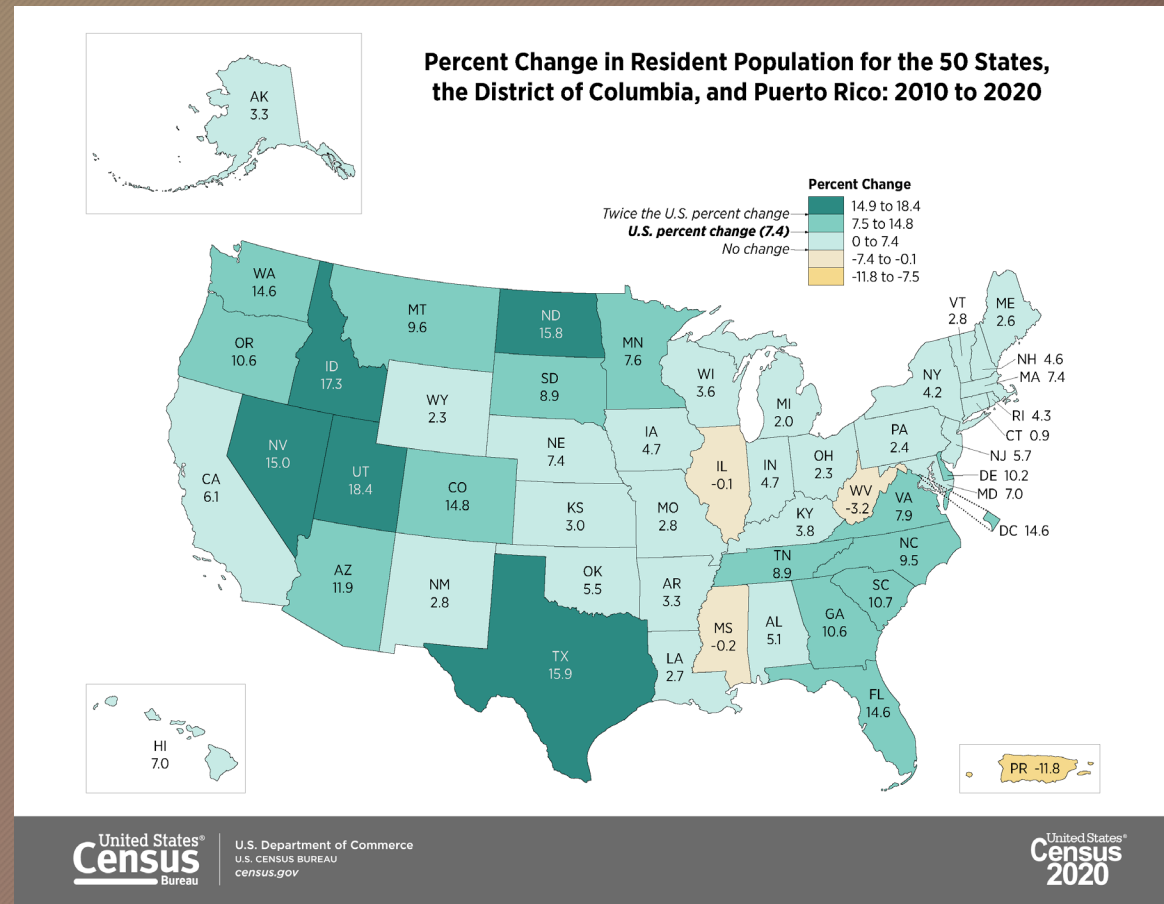 Percent Change in Resident Population for the 50 States,
the District of Columbia, and Puerto Rico: 2010 to 2020
AK
3.3
Percent Change
Twice the U.S. percent change
U.S. percent change (7.4)
No change
14.9 to 18.4
7.5 to 14.8
0 to 7.4
-7.4 to -0.1
-11.8 to -7.5
WA
14.6
OR
10.6
CA
6.1
ID
17.3
NV
15.0
UT
18.4
AZ
11.9
MT
9.6
WY
2.3
CO
14.8
NM
2.8
ND
15.8
SD
8.9
NE
7.4
KS
3.0
OK
5.5
TX
15.9
MN
7.6
IA
4.7
MO
2.8
AR
3.3
LA
2.7
WI
3.6
IL
-0.1
MS
-0.2
MI
2.0
IN
4.7
OH
2.3
KY
3.8
TN
8.9
AL
5.1
GA
10.6
FL
14.6
SC
10.7
NC
9.5
VA
7.9
WV
-3.2
PA
2.4
NY
4.2
VT
2.8
ME
2.6
NH 4.6
MA 7.4
RI 4.3
CT 0.9
NJ 5.7
DE 10.2
MD 7.0
DC 14.6
HI
7.0
PR -11.8
United States®
Census
Bureau
U.S. Department of Commerce
U.S. CENSUS BUREAU
census.gov
United States®
Census
2020